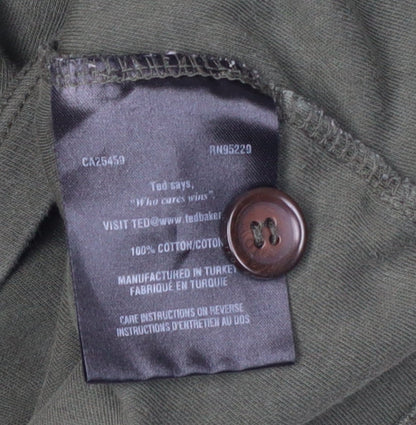 CA25459 RN95229
Ted says,
"Who cares wins".
VISIT TED@www.tedbaker
100% COTTON/COTON
MANUFACTURED IN TURKEY
FABRIQUÉ EN TURQUIE
CARE INSTRUCTIONS ON REVERSE
INSTRUCTIONS D'ENTRETIEN AU DOS